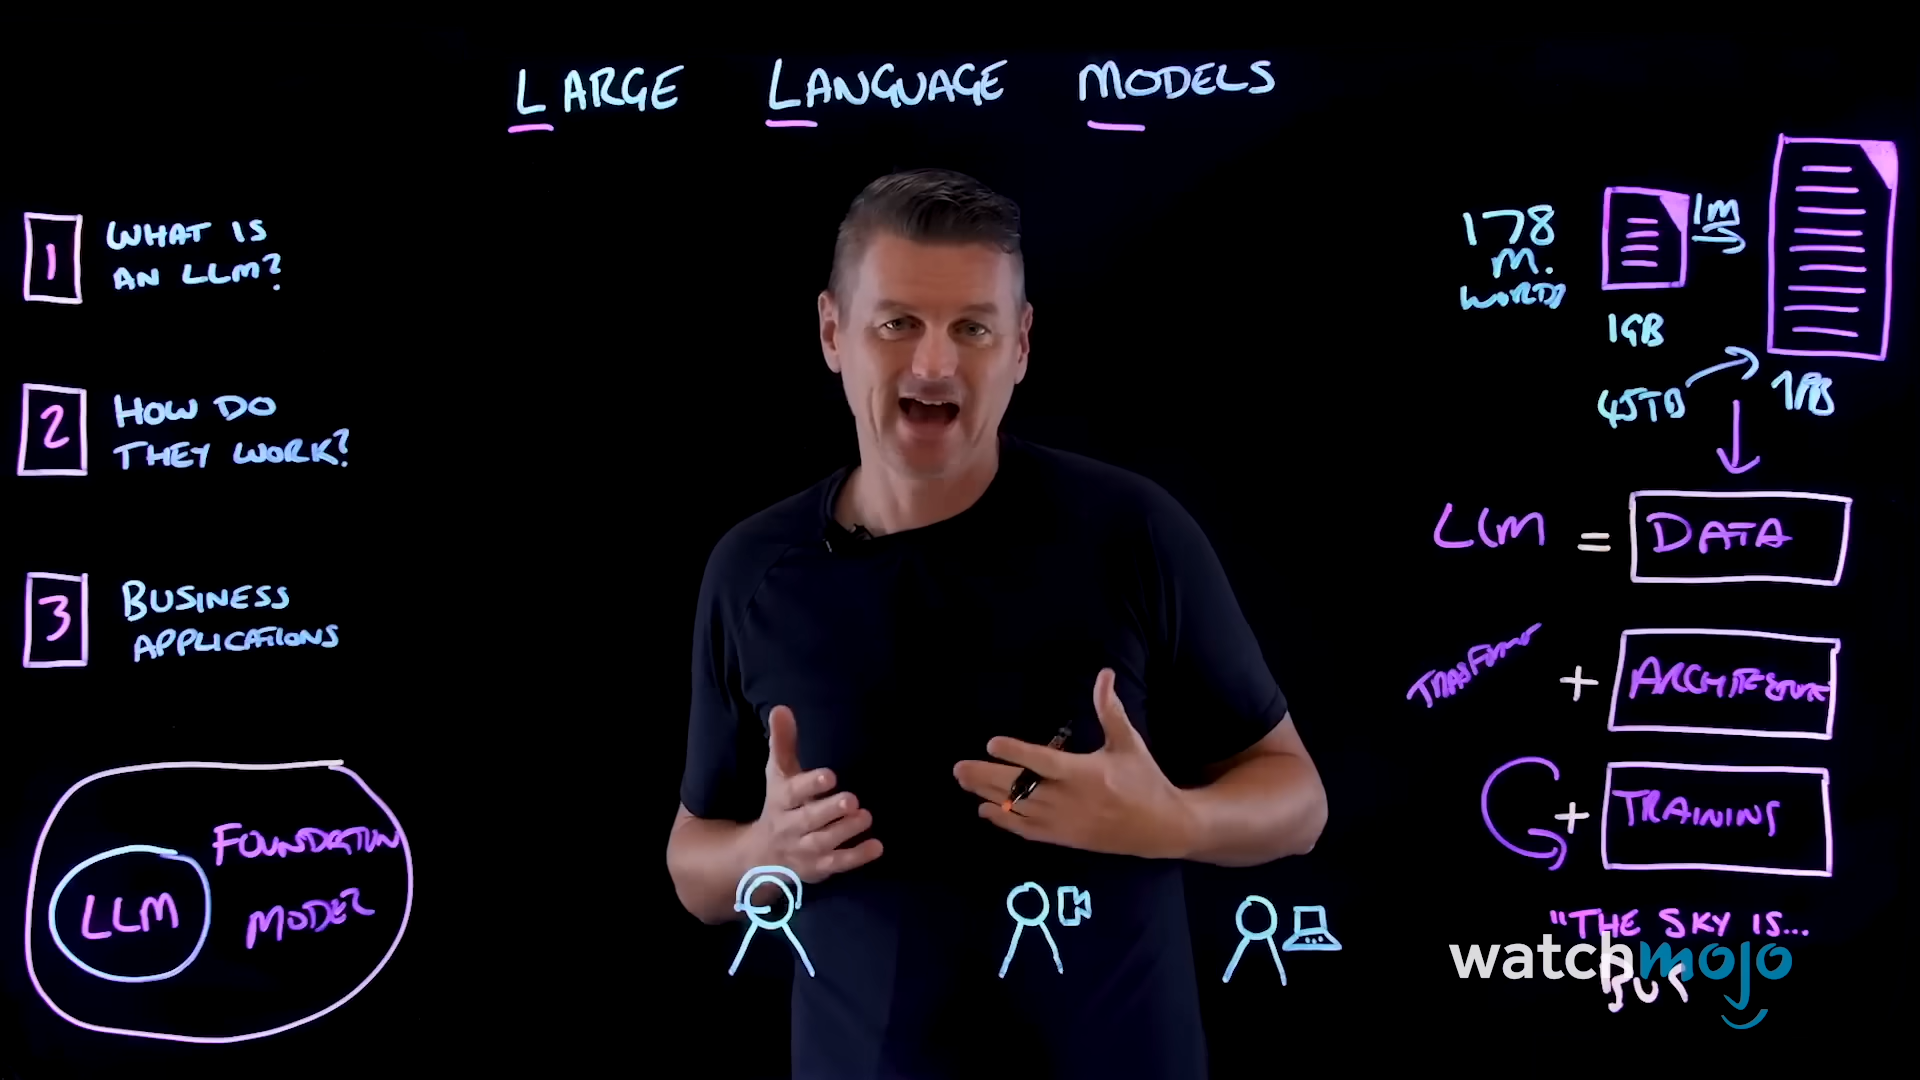 LARGE LANGUAGE MODELS
1 WHAT IS
AN LLM?
2 HOW DO
THEY WORK?
3 BUSINESS
APPLICATIONS
FOUNDATION
LLM MODEL
178
M.
WORDS
1M
1GB
45TB
1PB
LLM = DATA
+ ARCHITECTURE
+ TRAINING
"THE SKY IS...
watchmojo